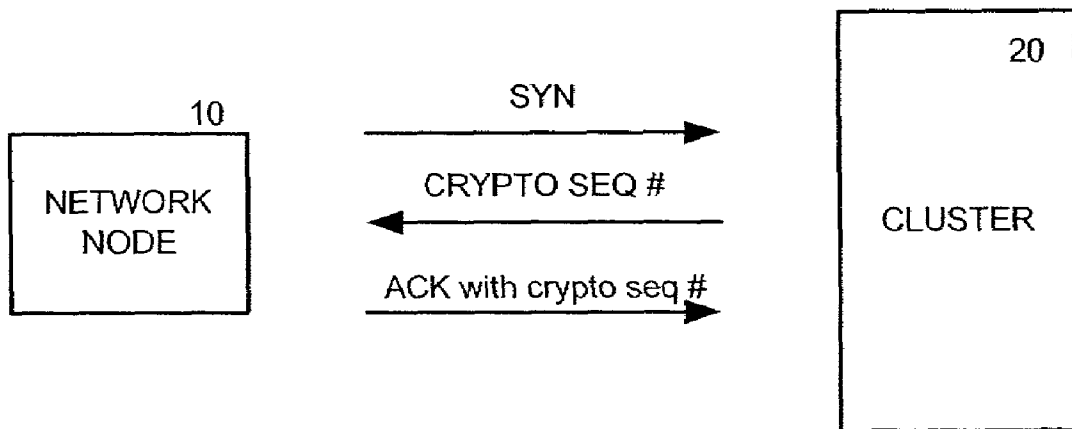 20
10
SYN
CRYPTO SEQ #
NETWORK
NODE
CLUSTER
ACK with crypto seq #